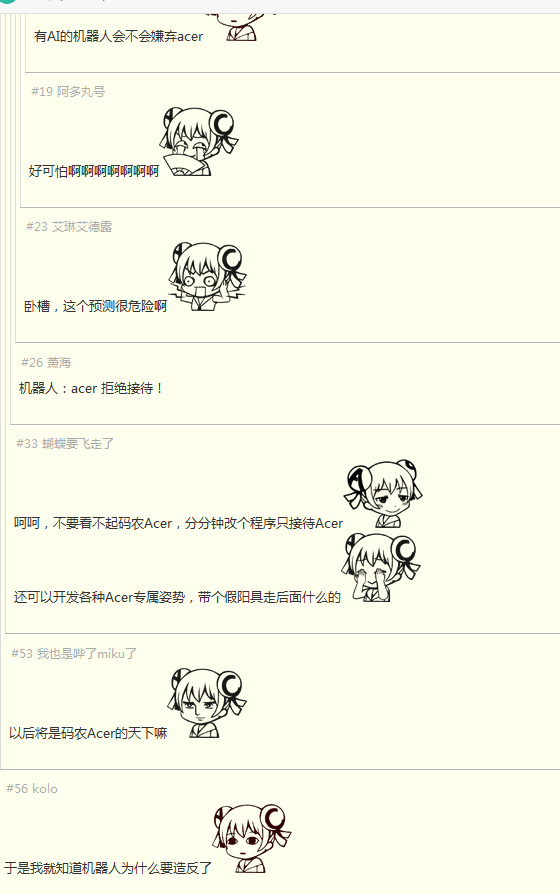 有AI的机器人会不会嫌弃acer
#19 阿多丸号
好可怕啊啊啊啊啊啊啊
#23 艾琳艾德露
卧槽，这个预测很危险啊
#26 萧海
机器人：acer 拒绝接待！
#33 蝴蝶要飞走了
呵呵，不要看不起码农Acer，分分钟改个程序只接待Acer
还可以开发各种Acer专属姿势，带个假阳具走后面什么的
#53 我也是哔了miku了
以后将是码农Acer的天下嘛
#56 kolo
于是我就知道机器人为什么要造反了